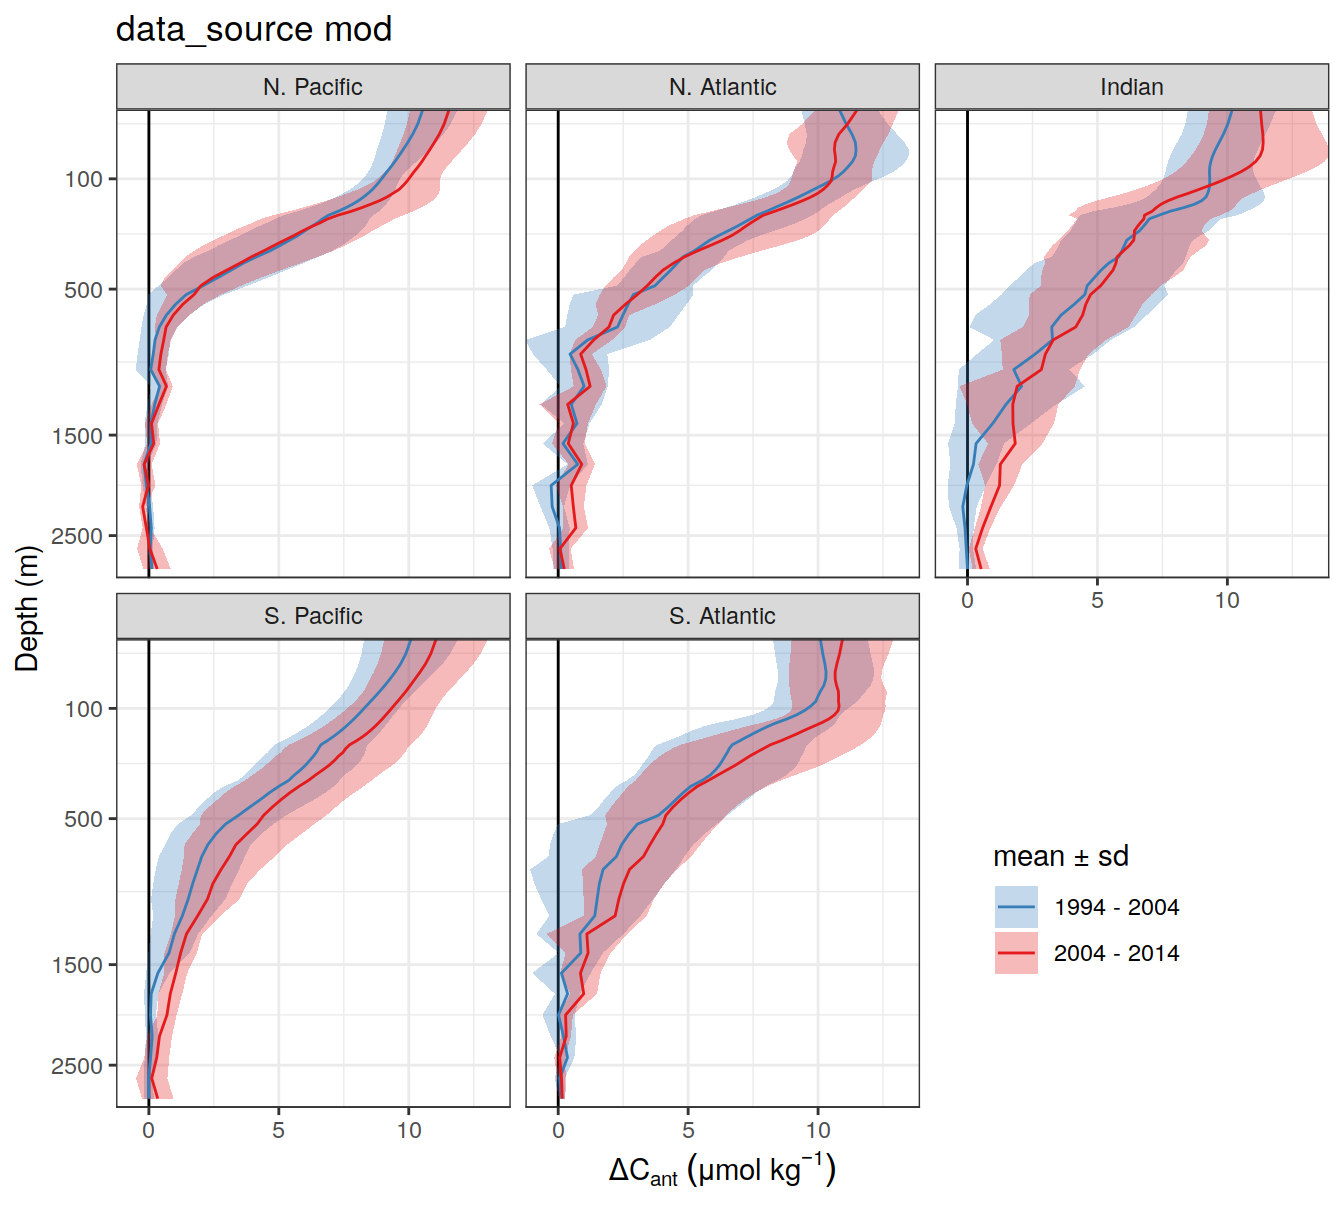 data_source mod
N. Pacific
N. Atlantic
Indian
100
500
1500
2500
0
5
10
Depth (m)
S. Pacific
S. Atlantic
100
500
1500
2500
0
5
10
0
5
10
ΔCant (µmol kg⁻¹)
mean ± sd
1994 - 2004
2004 - 2014